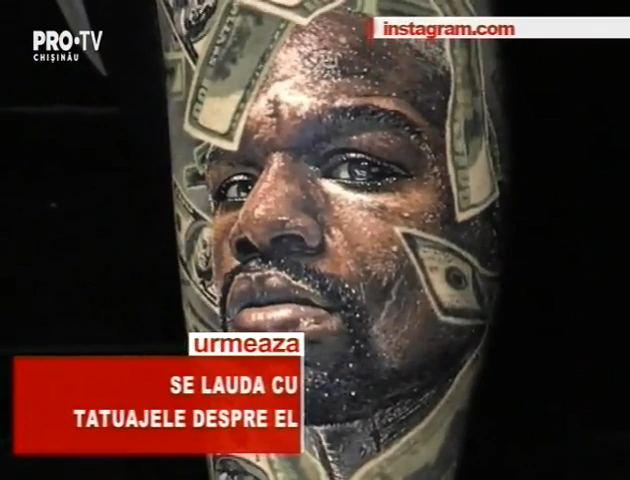 PRO•TV
CHIȘINĂU
instagram.com
urmeaza
SE LAUDA CU
TATUAJELE DESPRE EL